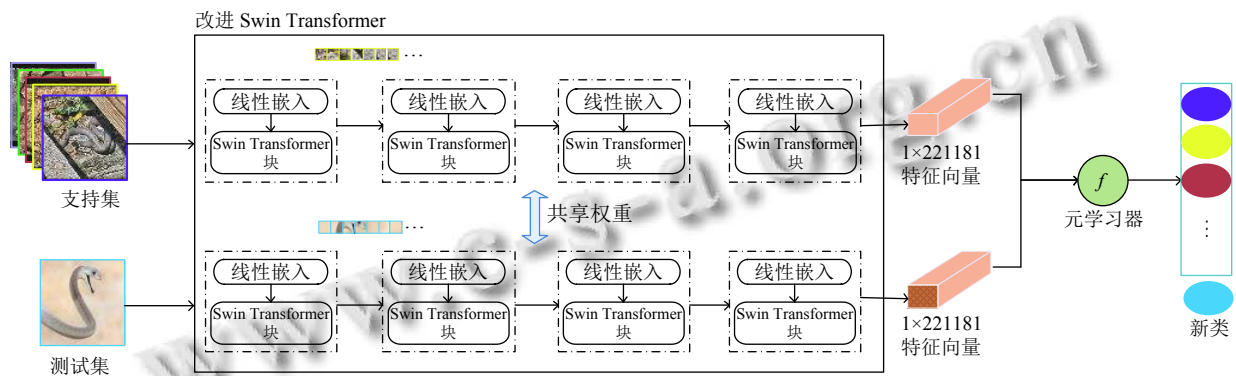 改进 Swin Transformer
…
线性嵌入
线性嵌入
线性嵌入
线性嵌入
Swin Transformer
块
Swin Transformer
块
Swin Transformer
块
Swin Transformer
块
支持集
1×221181
特征向量
共享权重
f
元学习器
⋮
…
线性嵌入
线性嵌入
线性嵌入
线性嵌入
Swin Transformer
块
Swin Transformer
块
Swin Transformer
块
Swin Transformer
块
测试集
1×221181
特征向量
新类
www.c-s-a.org.cn